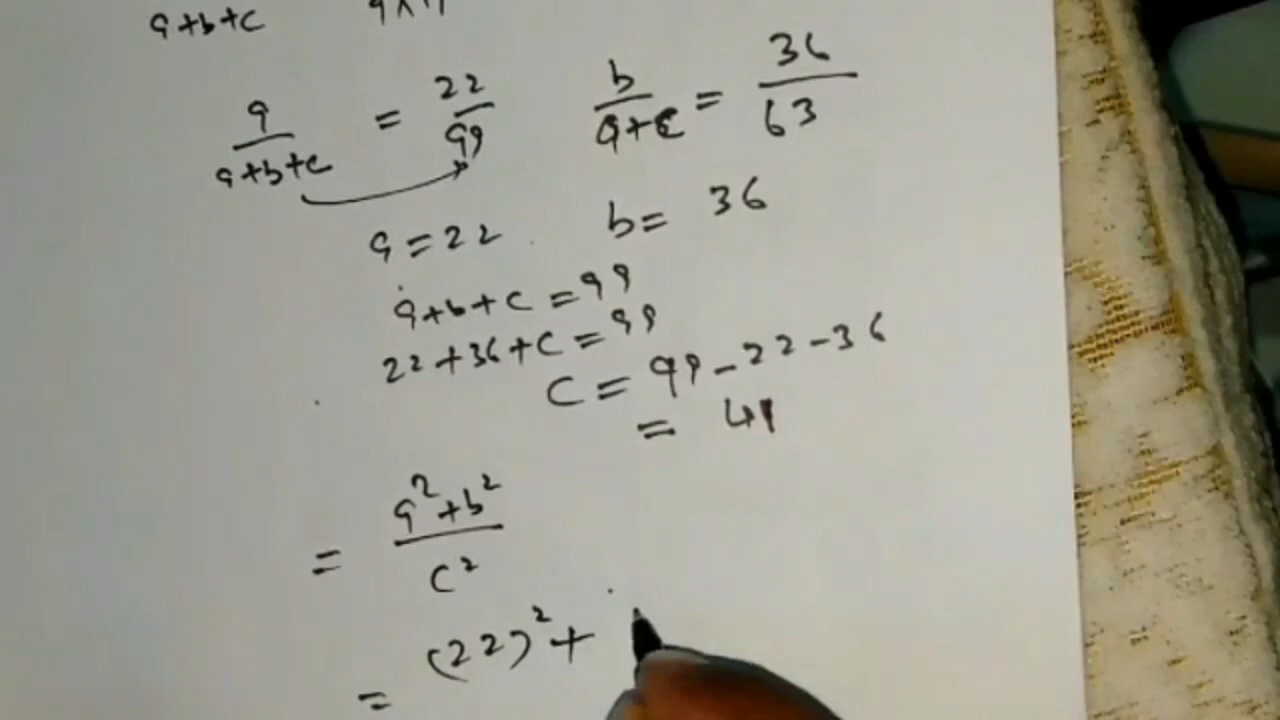 a+b+c
a/a+b+c = 22/99 b/a+c = 36/63
a=22 b= 36
a+b+c=99
22+36+c=99
c=99-22-36
= 41
= a²+b²/c²
= (22)²+